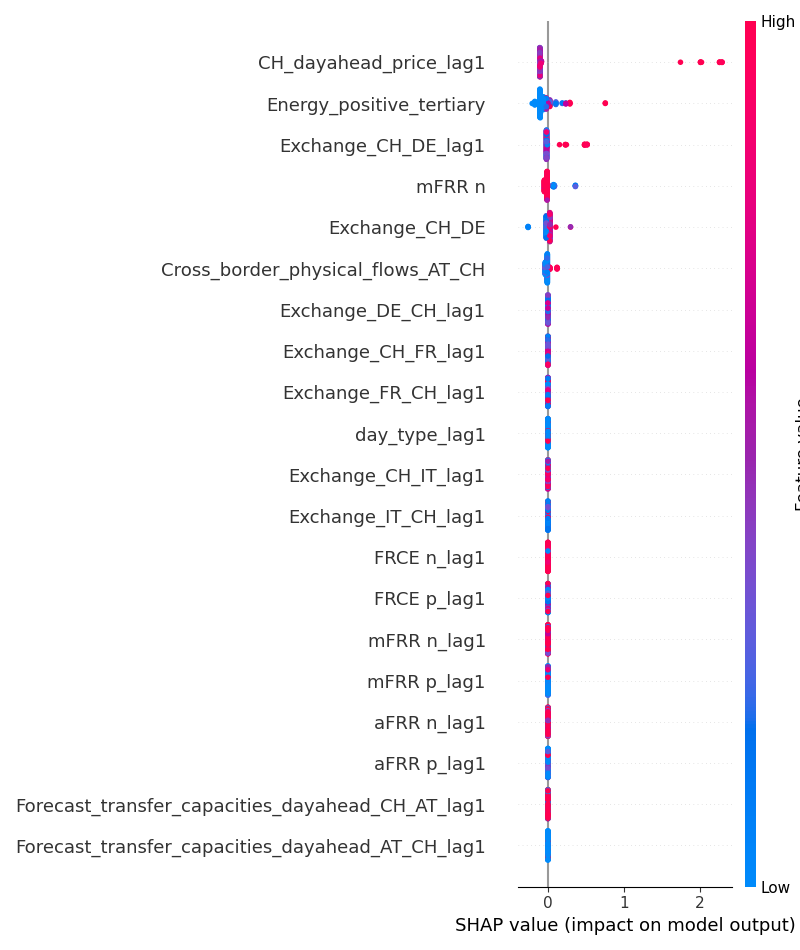 High
CH_dayahead_price_lag1
Energy_positive_tertiary
Exchange_CH_DE_lag1
mFRR n
Exchange_CH_DE
Cross_border_physical_flows_AT_CH
Exchange_DE_CH_lag1
Exchange_CH_FR_lag1
Exchange_FR_CH_lag1
day_type_lag1
Exchange_CH_IT_lag1
Exchange_IT_CH_lag1
FRCE n_lag1
FRCE p_lag1
mFRR n_lag1
mFRR p_lag1
aFRR n_lag1
aFRR p_lag1
Forecast_transfer_capacities_dayahead_CH_AT_lag1
Forecast_transfer_capacities_dayahead_AT_CH_lag1
Low
0 1 2
SHAP value (impact on model output)